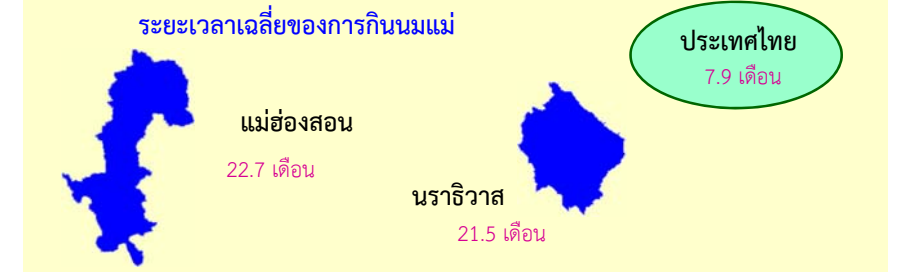 ระยะเวลาเฉลี่ยของการกินนมแม่
ประเทศไทย
7.9 เดือน
แม่ฮ่องสอน
22.7 เดือน
นราธิวาส
21.5 เดือน